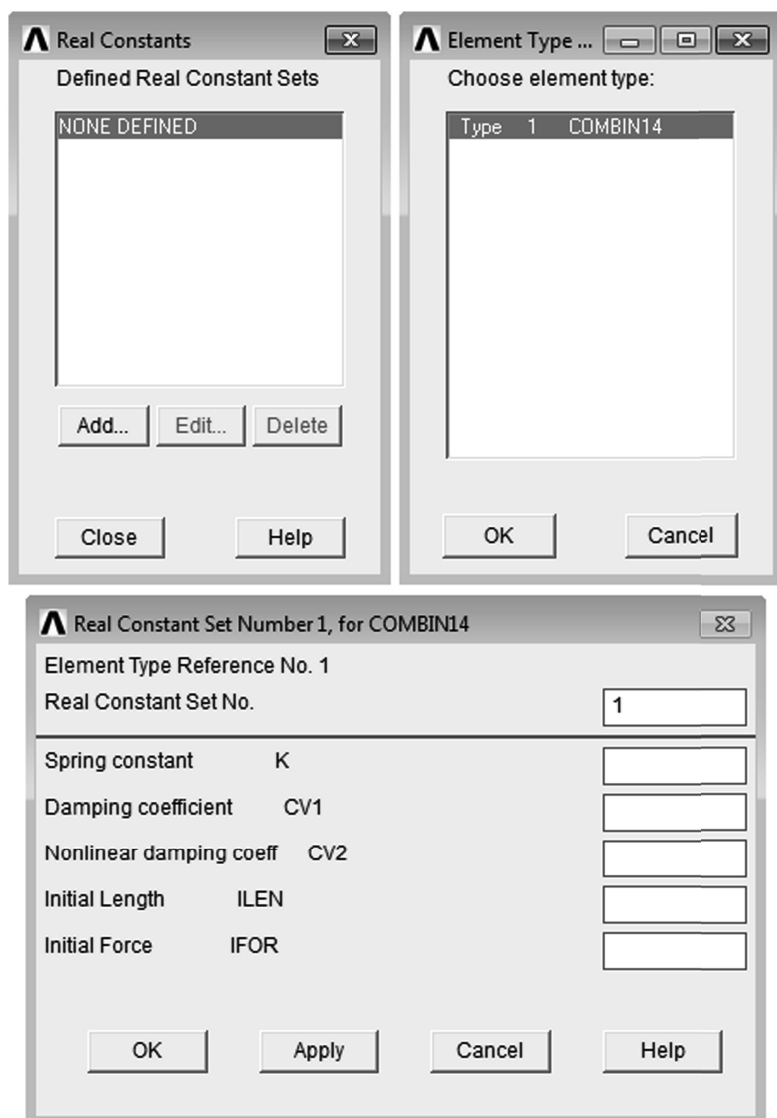 Real Constants
Defined Real Constant Sets
NONE DEFINED
Add... Edit... Delete
Close Help
Element Type ...
Choose element type:
Type 1 COMBIN14
OK Cancel
Real Constant Set Number 1, for COMBIN14
Element Type Reference No. 1
Real Constant Set No. 1
Spring constant K
Damping coefficient CV1
Nonlinear damping coeff CV2
Initial Length ILEN
Initial Force IFOR
OK Apply Cancel Help